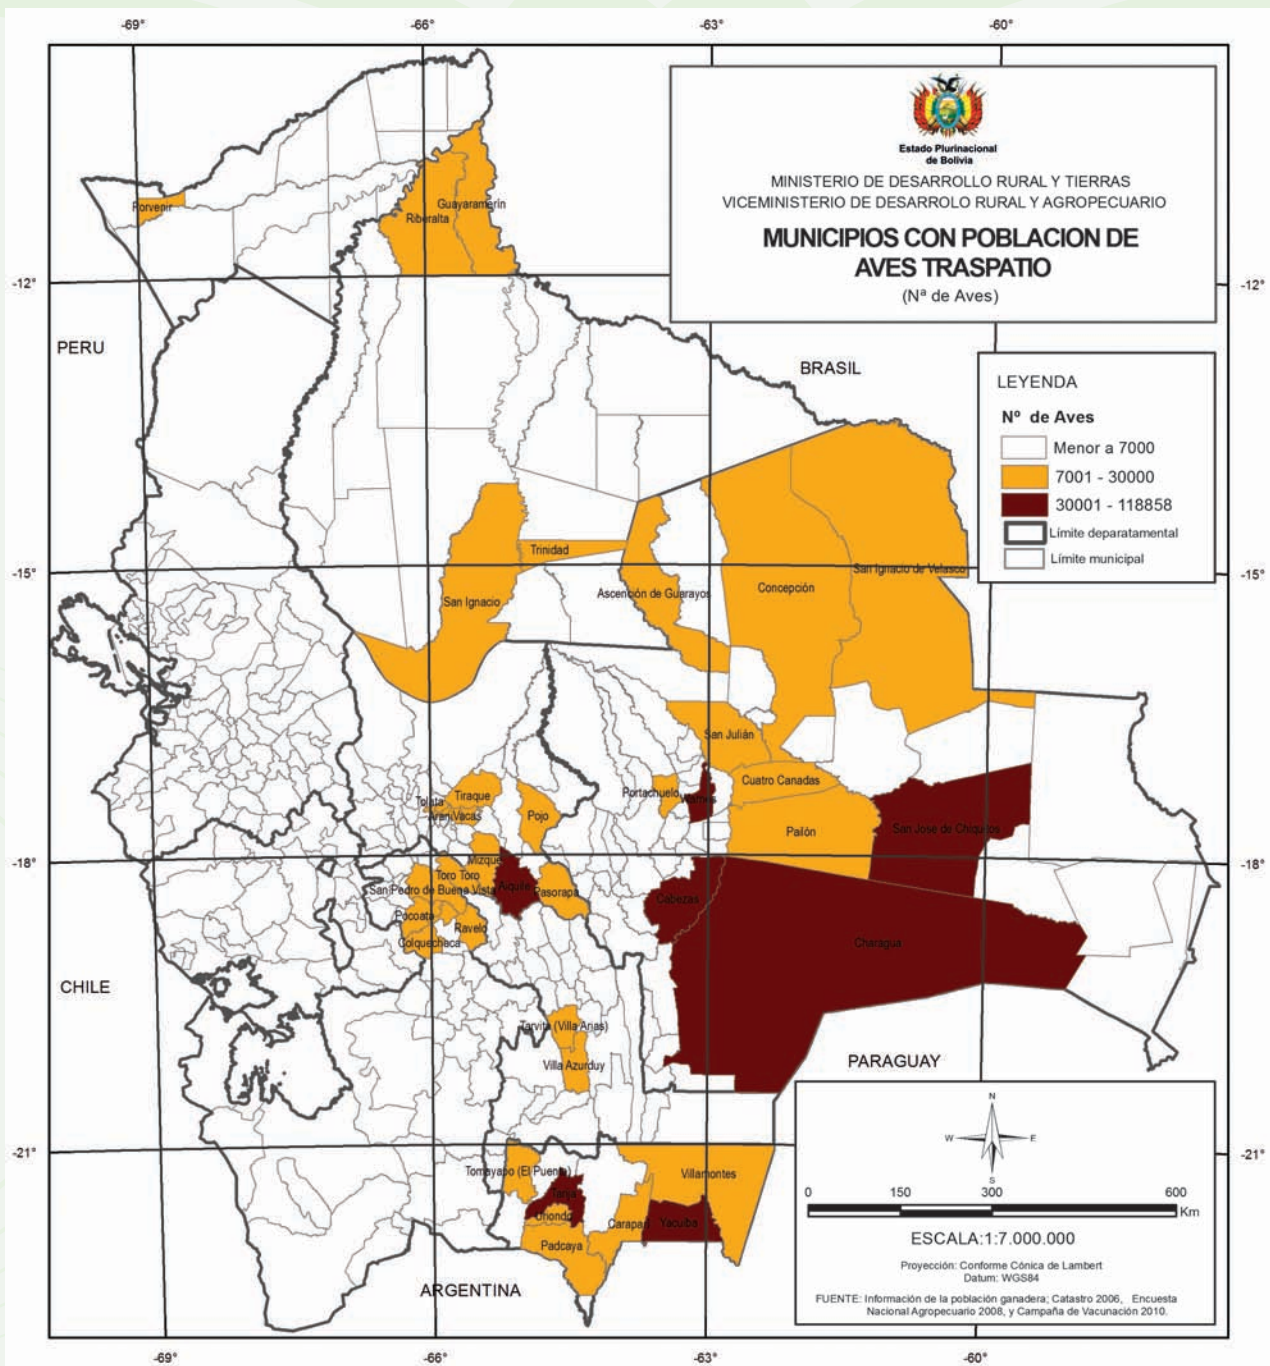 -69°
-66°
-63°
-60°
Estado Plurinacional
de Bolivia
MINISTERIO DE DESARROLLO RURAL Y TIERRAS
VICEMINISTERIO DE DESARROLO RURAL Y AGROPECUARIO
MUNICIPIOS CON POBLACION DE
AVES TRASPATIO
(Nª de Aves)
Porvenir
Guayaramerín
Riberalta
-12°
-12°
PERU
BRASIL
LEYENDA
Nº de Aves
Menor a 7000
7001 - 30000
30001 - 118858
Límite deparatamental
Límite municipal
Trinidad
-15°
-15°
San Ignacio de Velasco
Concepción
Ascención de Guarayos
San Ignacio
San Julián
Cuatro Canadas
Portachuelo
Warnes
Tiraque
Tolata
Arani
Vacas
Pojo
Pailón
San José de Chiquitos
-18°
-18°
Mizque
Toro Toro
San Pedro de Buena Vista
Aiquile
Pasorapa
Cabezas
Pocoata
Ravelo
Colquechaca
Charagua
CHILE
Tarvita (Villa Arias)
Villa Azurduy
PARAGUAY
N
W
E
S
-21°
-21°
Tomayapo (El Puente)
Villamontes
Tarija
Uriondo
Carapari
Yacuiba
Padcaya
0
150
300
600
Km
ESCALA:1:7.000.000
Proyección: Conforme Cónica de Lambert
Datum: WGS84
FUENTE: Información de la población ganadera; Catastro 2006, Encuesta
Nacional Agropecuario 2008, y Campaña de Vacunación 2010.
ARGENTINA
-69°
-66°
-63°
-60°